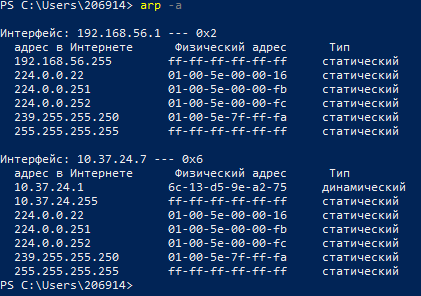 PS C:\Users\206914> arp -a
Интерфейс: 192.168.56.1 --- 0x2
адрес в Интернете Физический адрес Тип
192.168.56.255 ff-ff-ff-ff-ff-ff статический
224.0.0.22 01-00-5e-00-00-16 статический
224.0.0.251 01-00-5e-00-00-fb статический
224.0.0.252 01-00-5e-00-00-fc статический
239.255.255.250 01-00-5e-7f-ff-fa статический
255.255.255.255 ff-ff-ff-ff-ff-ff статический
Интерфейс: 10.37.24.7 --- 0x6
адрес в Интернете Физический адрес Тип
10.37.24.1 6c-13-d5-9e-a2-75 динамический
10.37.24.255 ff-ff-ff-ff-ff-ff статический
224.0.0.22 01-00-5e-00-00-16 статический
224.0.0.251 01-00-5e-00-00-fb статический
224.0.0.252 01-00-5e-00-00-fc статический
239.255.255.250 01-00-5e-7f-ff-fa статический
255.255.255.255 ff-ff-ff-ff-ff-ff статический
PS C:\Users\206914>